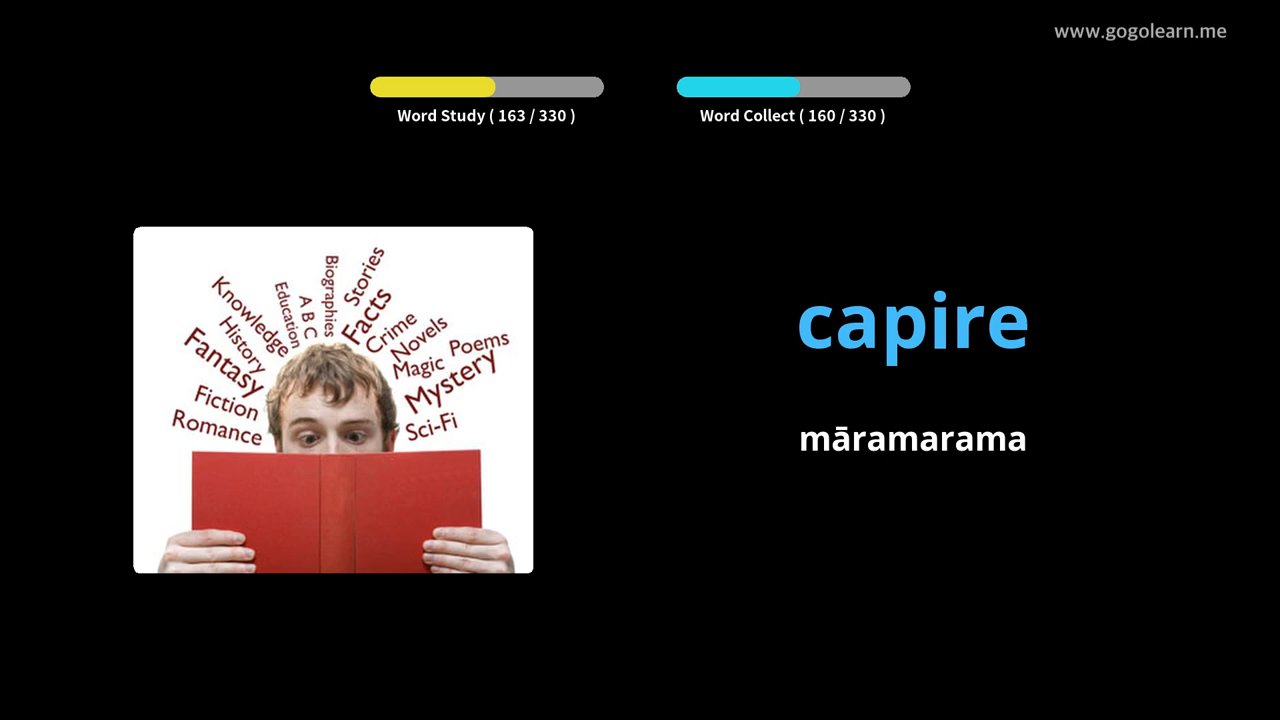 www.gogolearn.me
Word Study ( 163 / 330 )
Word Collect ( 160 / 330 )
Romance
Fiction
Fantasy
History
Knowledge
Education
A B C
Biographies
Stories
Facts
Crime
Novels
Magic
Poems
Mystery
Sci-Fi
capire
māramarama